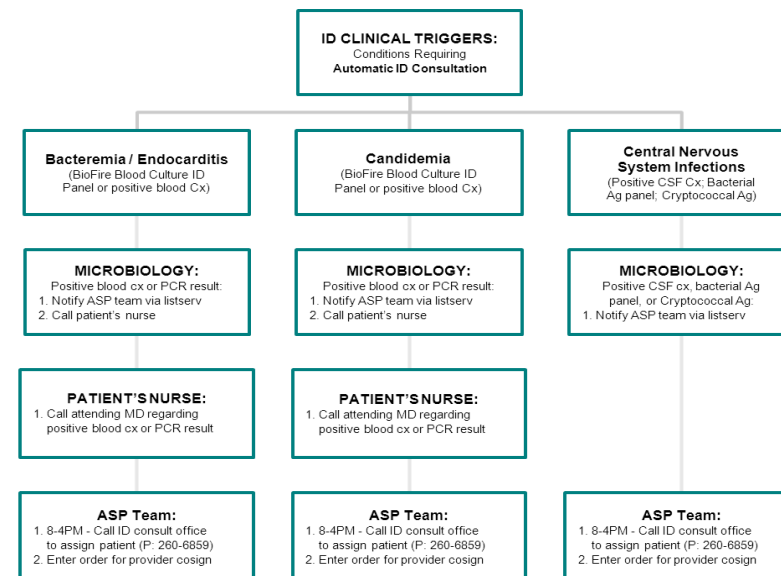 ID CLINICAL TRIGGERS:
Conditions Requiring
Automatic ID Consultation
Bacteremia / Endocarditis
(BioFire Blood Culture ID
Panel or positive blood Cx)
Candidemia
(BioFire Blood Culture ID
Panel or positive blood Cx)
Central Nervous
System Infections
(Positive CSF Cx; Bacterial
Ag panel; Cryptococcal Ag)
MICROBIOLOGY:
Positive blood cx or PCR result:
1. Notify ASP team via listserv
2. Call patient's nurse
MICROBIOLOGY:
Positive blood cx or PCR result:
1. Notify ASP team via listserv
2. Call patient's nurse
MICROBIOLOGY:
Positive CSF cx, bacterial Ag
panel, or Cryptococcal Ag:
1. Notify ASP team via listserv
PATIENT'S NURSE:
1. Call attending MD regarding
positive blood cx or PCR result
PATIENT'S NURSE:
1. Call attending MD regarding
positive blood cx or PCR result
ASP Team:
1. 8-4PM - Call ID consult office
to assign patient (P: 260-6859)
2. Enter order for provider cosign
ASP Team:
1. 8-4PM - Call ID consult office
to assign patient (P: 260-6859)
2. Enter order for provider cosign
ASP Team:
1. 8-4PM - Call ID consult office
to assign patient (P: 260-6859)
2. Enter order for provider cosign